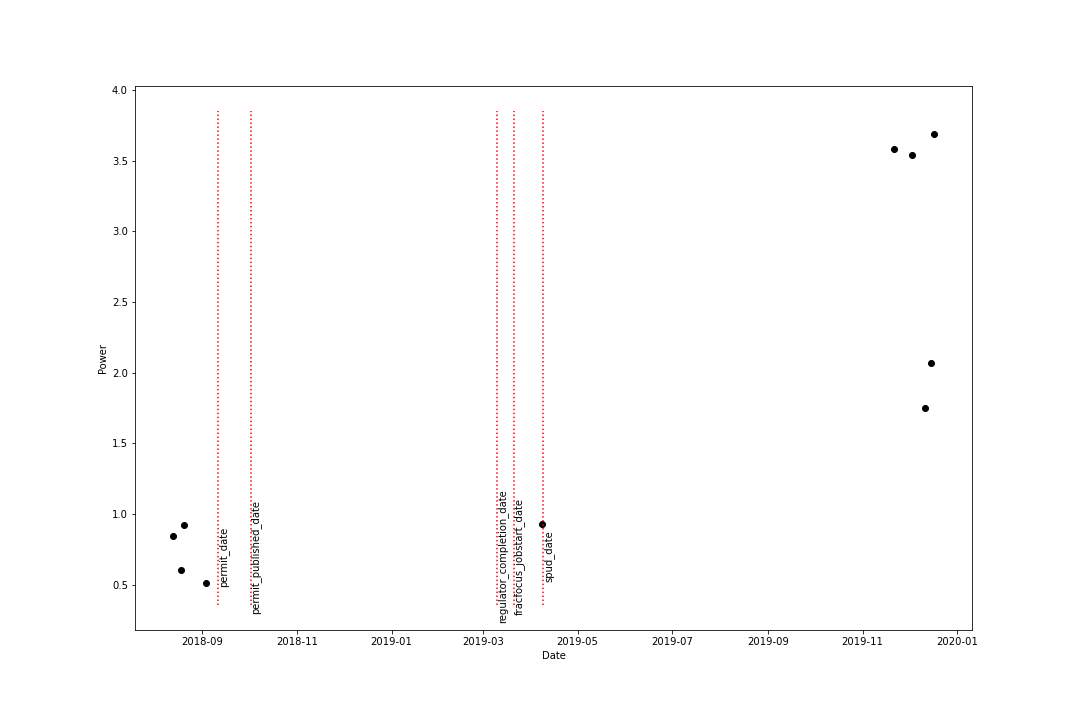 4.0
3.5
3.0
2.5
2.0
1.5
1.0
0.5
Power
permit_date
permit_published_date
regulator_completion_date
fracfocus_jobstart_date
spud_date
2018-09
2018-11
2019-01
2019-03
2019-05
2019-07
2019-09
2019-11
2020-01
Date